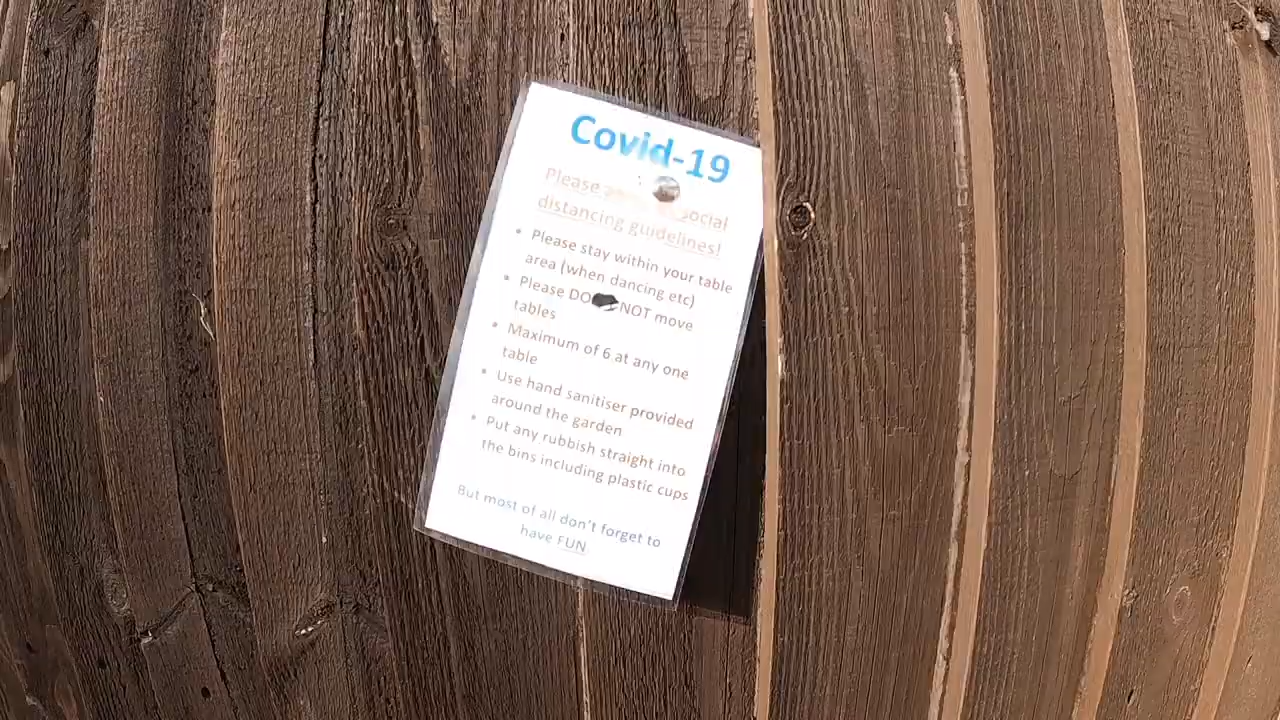 Covid-19
Please social
distancing guidelines!
• Please stay within your table
area (when dancing etc)
• Please DO NOT move
tables
• Maximum of 6 at any one
table
• Use hand sanitiser provided
around the garden
• Put any rubbish straight into
the bins including plastic cups
But most of all don't forget to
have FUN